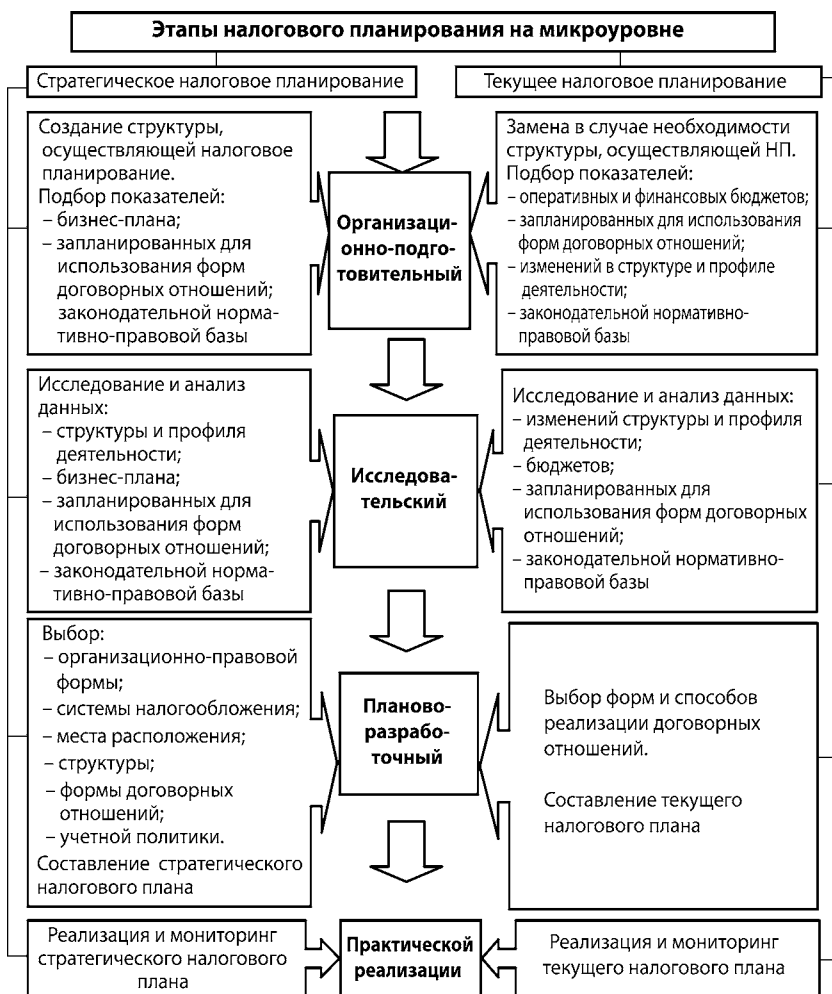 Этапы налогового планирования на микроуровне
Стратегическое налоговое планирование
Текущее налоговое планирование
Создание структуры,
осуществляющей налоговое
планирование.
Подбор показателей:
– бизнес-плана;
– запланированных для
использования форм
договорных отношений;
законодательной норма-
тивно-правовой базы
Организаци-
онно-подго-
товительный
Замена в случае необходимости
структуры, осуществляющей НП.
Подбор показателей:
– оперативных и финансовых бюджетов;
– запланированных для использования
форм договорных отношений;
– изменений в структуре и профиле
деятельности;
– законодательной нормативно-
правовой базы
Исследование и анализ
данных:
– структуры и профиля
деятельности;
– бизнес-плана;
– запланированных для
использования форм
договорных отношений;
– законодательной норма-
тивно-правовой базы
Исследова-
тельский
Исследование и анализ данных:
– изменений структуры и профиля
деятельности;
– бюджетов;
– запланированных для
использования форм договорных
отношений;
– законодательной нормативно-
правовой базы
Выбор:
– организационно-правовой
формы;
– системы налогообложения;
– места расположения;
– структуры;
– формы договорных
отношений;
– учетной политики.
Составление стратегического
налогового плана
Планово-
разрабо-
точный
Выбор форм и способов
реализации договорных
отношений.
Составление текущего
налогового плана
Реализация и мониторинг
стратегического налогового
плана
Практической
реализации
Реализация и мониторинг
текущего налогового плана